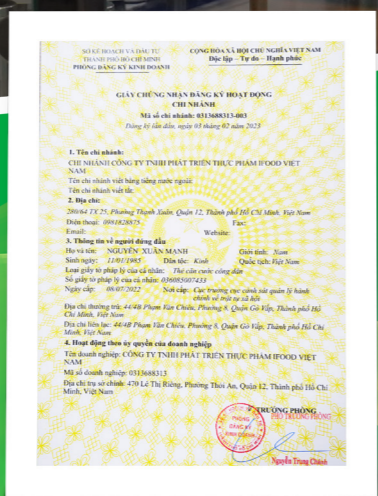 SỞ KẾ HOẠCH VÀ ĐẦU TƯ
THÀNH PHỐ HỒ CHÍ MINH
PHÒNG ĐĂNG KÝ KINH DOANH
CỘNG HÒA XÃ HỘI CHỦ NGHĨA VIỆT NAM
Độc lập - Tự do - Hạnh phúc
GIẤY CHỨNG NHẬN ĐĂNG KÝ HOẠT ĐỘNG
CHI NHÁNH
Mã số chi nhánh: 0313688313-003
Đăng ký lần đầu, ngày 03 tháng 02 năm 2023
1. Tên chi nhánh:
CHI NHÁNH CÔNG TY TNHH PHÁT TRIỂN THỰC PHẨM IFOOD VIỆT
NAM
Tên chi nhánh viết bằng tiếng nước ngoài:
Tên chi nhánh viết tắt:
2. Địa chỉ:
280/64 TX 25, Phường Thạnh Xuân, Quận 12, Thành phố Hồ Chí Minh, Việt Nam
Điện thoại: 0981828875 Fax:
Email: Website:
3. Thông tin về người đứng đầu
Họ và tên: NGUYỄN XUÂN MẠNH Giới tính: Nam
Sinh ngày: 11/01/1985 Dân tộc: Kinh Quốc tịch: Việt Nam
Loại giấy tờ pháp lý của cá nhân: Thẻ căn cước công dân
Số giấy tờ pháp lý của cá nhân: 036085007433
Ngày cấp: 08/07/2022 Nơi cấp: Cục trưởng cục cảnh sát quản lý hành
chính về trật tự xã hội
Địa chỉ thường trú: 44/4B Phạm Văn Chiêu, Phường 8, Quận Gò Vấp, Thành phố Hồ
Chí Minh, Việt Nam
Địa chỉ liên lạc: 44/4B Phạm Văn Chiêu, Phường 8, Quận Gò Vấp, Thành phố Hồ Chí
Minh, Việt Nam
4. Hoạt động theo ủy quyền của doanh nghiệp
Tên doanh nghiệp: CÔNG TY TNHH PHÁT TRIỂN THỰC PHẨM IFOOD VIỆT
NAM
Mã số doanh nghiệp: 0313688313
Địa chỉ trụ sở chính: 470 Lê Thị Riêng, Phường Thới An, Quận 12, Thành phố Hồ Chí
Minh, Việt Nam
TRƯỞNG PHÒNG
PHÓ TRƯỞNG PHÒNG
PHÒNG
ĐĂNG KÝ
KINH DOANH
Nguyễn Trung Chánh